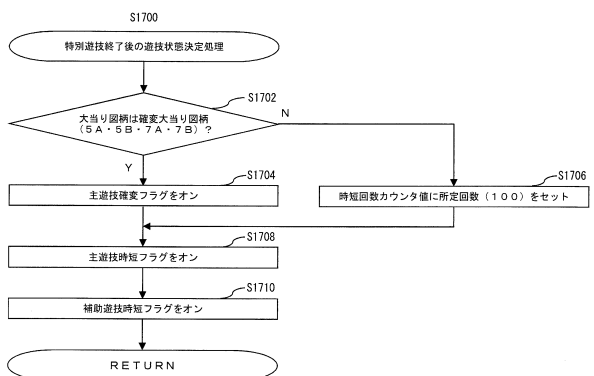 S1700
特別遊技終了後の遊技状態決定処理
S1702
大当り図柄は確変大当り図柄
(5A・5B・7A・7B)?
N
Y
S1704
主遊技確変フラグをオン
S1706
時短回数カウンタ値に所定回数(100)をセット
S1708
主遊技時短フラグをオン
S1710
補助遊技時短フラグをオン
RETURN